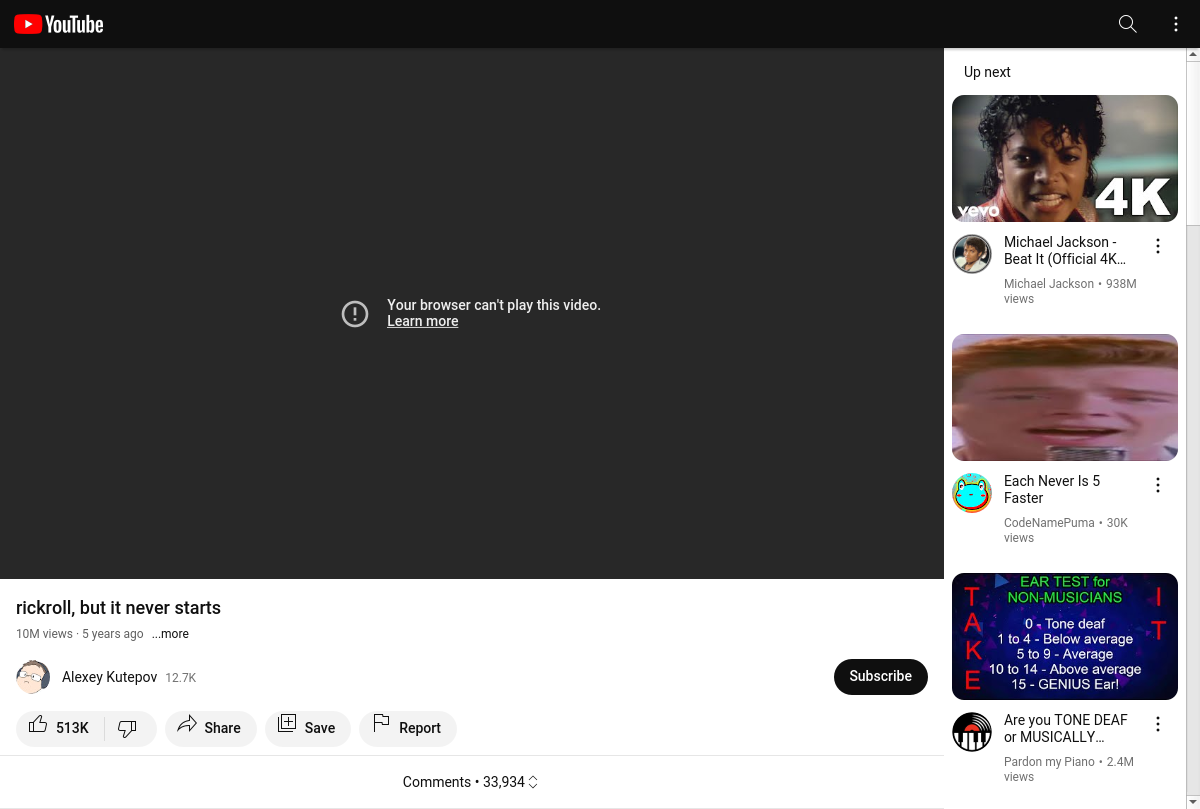 YouTube
Your browser can't play this video.
Learn more
rickroll, but it never starts
10M views · 5 years ago ...more
Alexey Kutepov 12.7K
Subscribe
513K
Share
Save
Report
Comments • 33,934
Up next
vevo
4K
Michael Jackson -
Beat It (Official 4K...
Michael Jackson • 938M
views
Each Never Is 5
Faster
CodeNamePuma • 30K
views
TAKE
EAR TEST for
NON-MUSICIANS
0 - Tone deaf
1 to 4 - Below average
5 to 9 - Average
10 to 14 - Above average
15 - GENIUS Ear!
IT
Are you TONE DEAF
or MUSICALLY...
Pardon my Piano • 2.4M
views